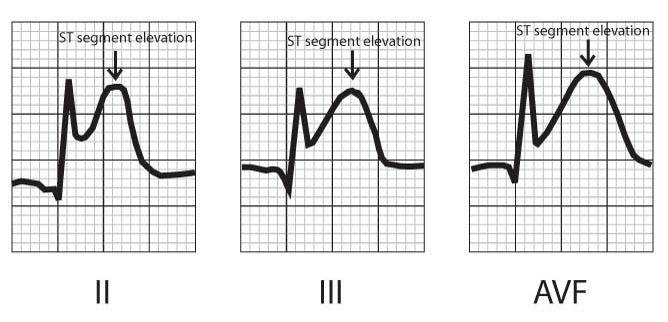 ST segment elevation
ST segment elevation
ST segment elevation
II
III
AVF